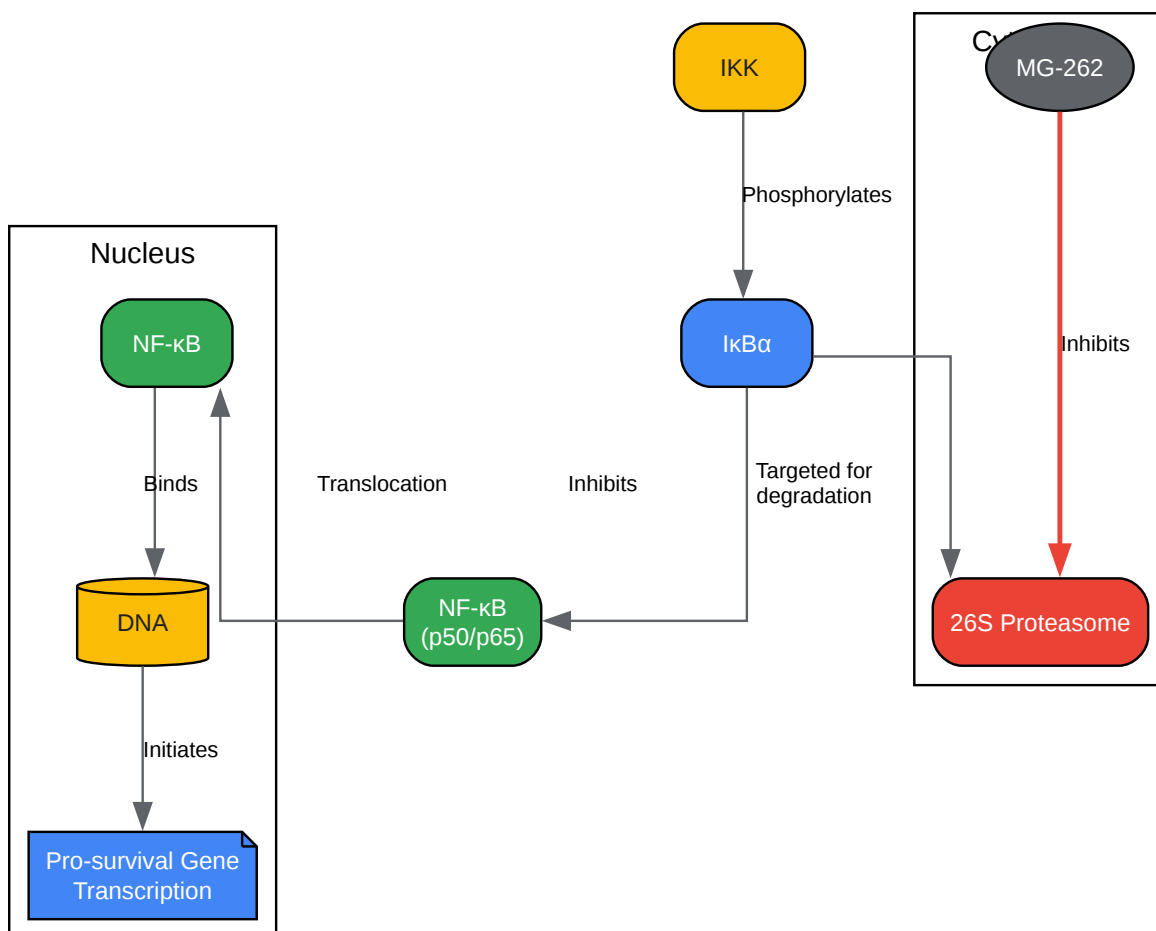 IKK
MG-262
Phosphorylates
Nucleus
NF-κB
IκBα
Inhibits
Binds
Translocation
Inhibits
Targeted for
degradation
DNA
NF-κB
(p50/p65)
26S Proteasome
Initiates
Pro-survival Gene
Transcription